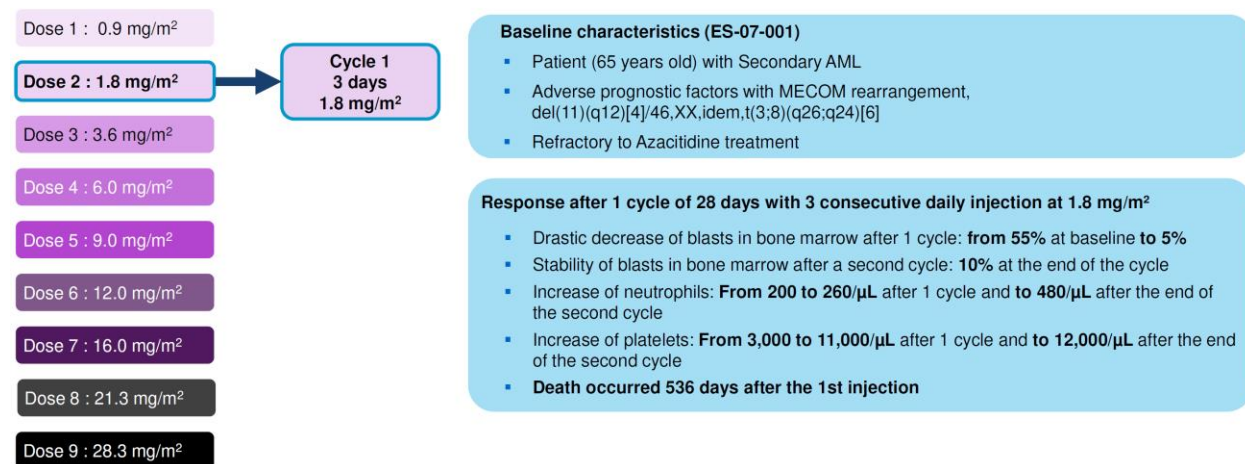 Dose 1 : 0.9 mg/m²
Dose 2 : 1.8 mg/m²
Dose 3 : 3.6 mg/m²
Dose 4 : 6.0 mg/m²
Dose 5 : 9.0 mg/m²
Dose 6 : 12.0 mg/m²
Dose 7 : 16.0 mg/m²
Dose 8 : 21.3 mg/m²
Dose 9 : 28.3 mg/m²
Cycle 1
3 days
1.8 mg/m²
Baseline characteristics (ES-07-001)
▪ Patient (65 years old) with Secondary AML
▪ Adverse prognostic factors with MECOM rearrangement,
del(11)(q12)[4]/46,XX,idem,t(3;8)(q26;q24)[6]
▪ Refractory to Azacitidine treatment
Response after 1 cycle of 28 days with 3 consecutive daily injection at 1.8 mg/m²
▪ Drastic decrease of blasts in bone marrow after 1 cycle: from 55% at baseline to 5%
▪ Stability of blasts in bone marrow after a second cycle: 10% at the end of the cycle
▪ Increase of neutrophils: From 200 to 260/µL after 1 cycle and to 480/µL after the end of
the second cycle
▪ Increase of platelets: From 3,000 to 11,000/µL after 1 cycle and to 12,000/µL after the end
of the second cycle
▪ Death occurred 536 days after the 1st injection